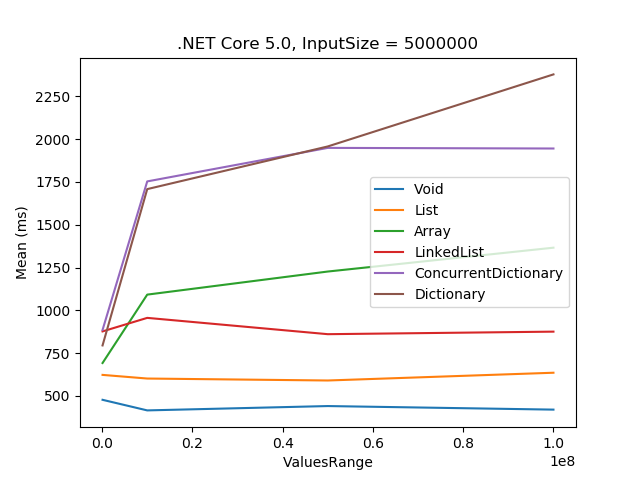 .NET Core 5.0, InputSize = 5000000
Mean (ms)
2250
2000
1750
1500
1250
1000
750
500
Void
List
Array
LinkedList
ConcurrentDictionary
Dictionary
0.0 0.2 0.4 0.6 0.8 1.0
1e8
ValuesRange